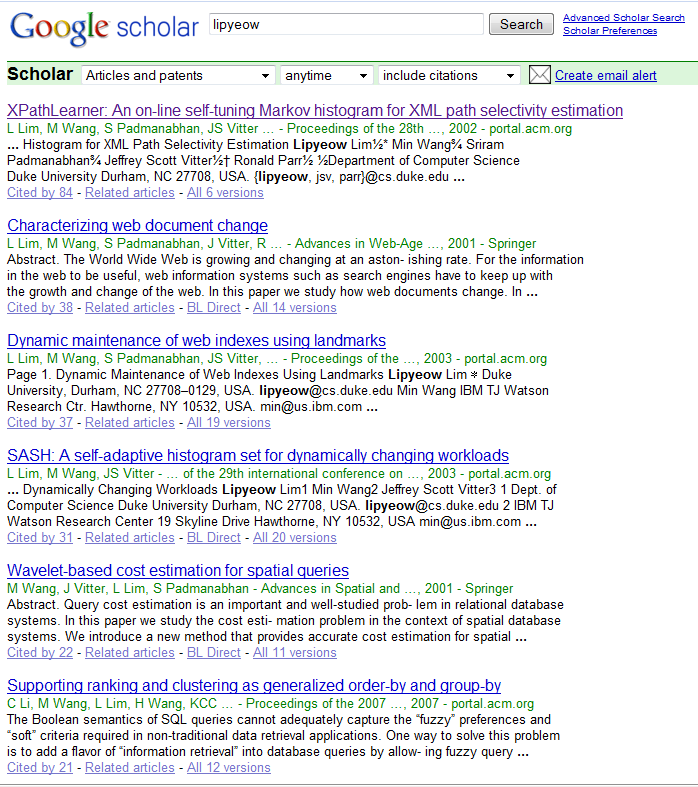 Google scholar lipyeow Search Advanced Scholar Search
Scholar Preferences
Scholar Articles and patents anytime include citations Create email alert
XPathLearner: An on-line self-tuning Markov histogram for XML path selectivity estimation
L Lim, M Wang, S Padmanabhan, JS Vitter … - Proceedings of the 28th …, 2002 - portal.acm.org
... Histogram for XML Path Selectivity Estimation Lipyeow Lim½* Min Wang¾ Sriram
Padmanabhan¾ Jeffrey Scott Vitter½† Ronald Parr½ ½Department of Computer Science
Duke University Durham, NC 27708, USA. {lipyeow, jsv, parr}@cs.duke.edu ...
Cited by 84 - Related articles - All 6 versions
Characterizing web document change
L Lim, M Wang, S Padmanabhan, J Vitter, R … - Advances in Web-Age …, 2001 - Springer
Abstract. The World Wide Web is growing and changing at an aston- ishing rate. For the information
in the web to be useful, web information systems such as search engines have to keep up with
the growth and change of the web. In this paper we study how web documents change. In ...
Cited by 38 - Related articles - BL Direct - All 14 versions
Dynamic maintenance of web indexes using landmarks
L Lim, M Wang, S Padmanabhan, JS Vitter, … - Proceedings of the …, 2003 - portal.acm.org
Page 1. Dynamic Maintenance of Web Indexes Using Landmarks Lipyeow Lim ∗ Duke
University, Durham, NC 27708–0129, USA. lipyeow@cs.duke.edu Min Wang IBM TJ Watson
Research Ctr. Hawthorne, NY 10532, USA. min@us.ibm.com ...
Cited by 37 - Related articles - All 19 versions
SASH: A self-adaptive histogram set for dynamically changing workloads
L Lim, M Wang, JS Vitter - … of the 29th international conference on …, 2003 - portal.acm.org
... Dynamically Changing Workloads Lipyeow Lim1 Min Wang2 Jeffrey Scott Vitter3 1 Dept. of
Computer Science Duke University Durham, NC 27708, USA. lipyeow@cs.duke.edu 2 IBM TJ
Watson Research Center 19 Skyline Drive Hawthorne, NY 10532, USA min@us.ibm.com ...
Cited by 31 - Related articles - BL Direct - All 20 versions
Wavelet-based cost estimation for spatial queries
M Wang, J Vitter, L Lim, S Padmanabhan - Advances in Spatial and …, 2001 - Springer
Abstract. Query cost estimation is an important and well-studied prob- lem in relational database
systems. In this paper we study the cost esti- mation problem in the context of spatial database
systems. We introduce a new method that provides accurate cost estimation for spatial ...
Cited by 22 - Related articles - BL Direct - All 11 versions
Supporting ranking and clustering as generalized order-by and group-by
C Li, M Wang, L Lim, H Wang, KCC … - Proceedings of the 2007 …, 2007 - portal.acm.org
The Boolean semantics of SQL queries cannot adequately capture the “fuzzy” preferences and
“soft” criteria required in non-traditional data retrieval applications. One way to solve this problem
is to add a flavor of “information retrieval” into database queries by allow- ing fuzzy query ...
Cited by 21 - Related articles - All 12 versions